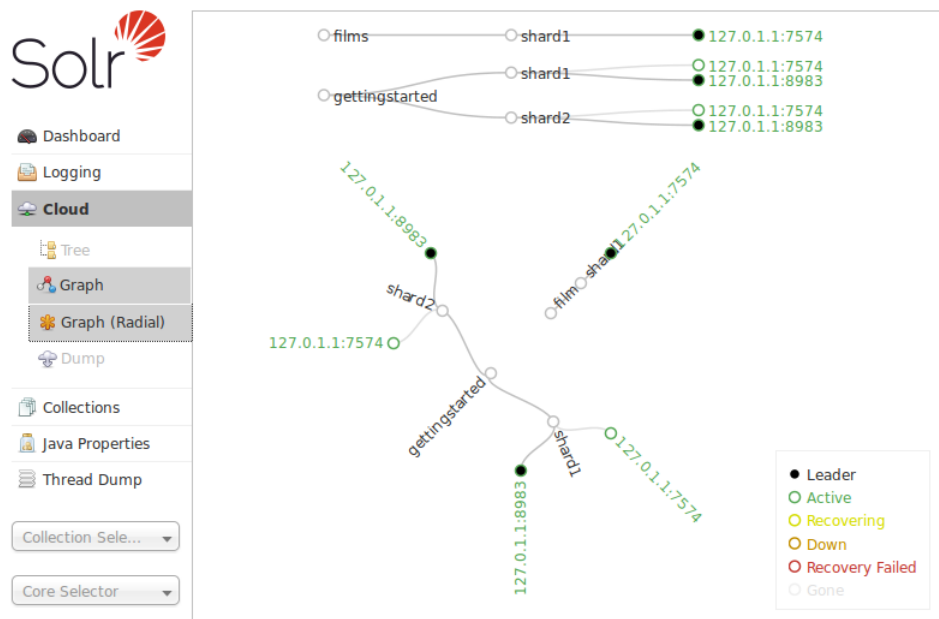 Solr
Dashboard
Logging
Cloud
Tree
Graph
Graph (Radial)
Dump
Collections
Java Properties
Thread Dump
Collection Sele...
Core Selector
films
shard1
127.0.1.1:7574
gettingstarted
shard1
127.0.1.1:7574
127.0.1.1:8983
shard2
127.0.1.1:7574
127.0.1.1:8983
127.0.1.1:8983
shard2
127.0.1.1:7574
gettingstarted
shard1
127.0.1.1:8983
127.0.1.1:7574
film
shard1
127.0.1.1:7574
Leader
Active
Recovering
Down
Recovery Failed
Gone